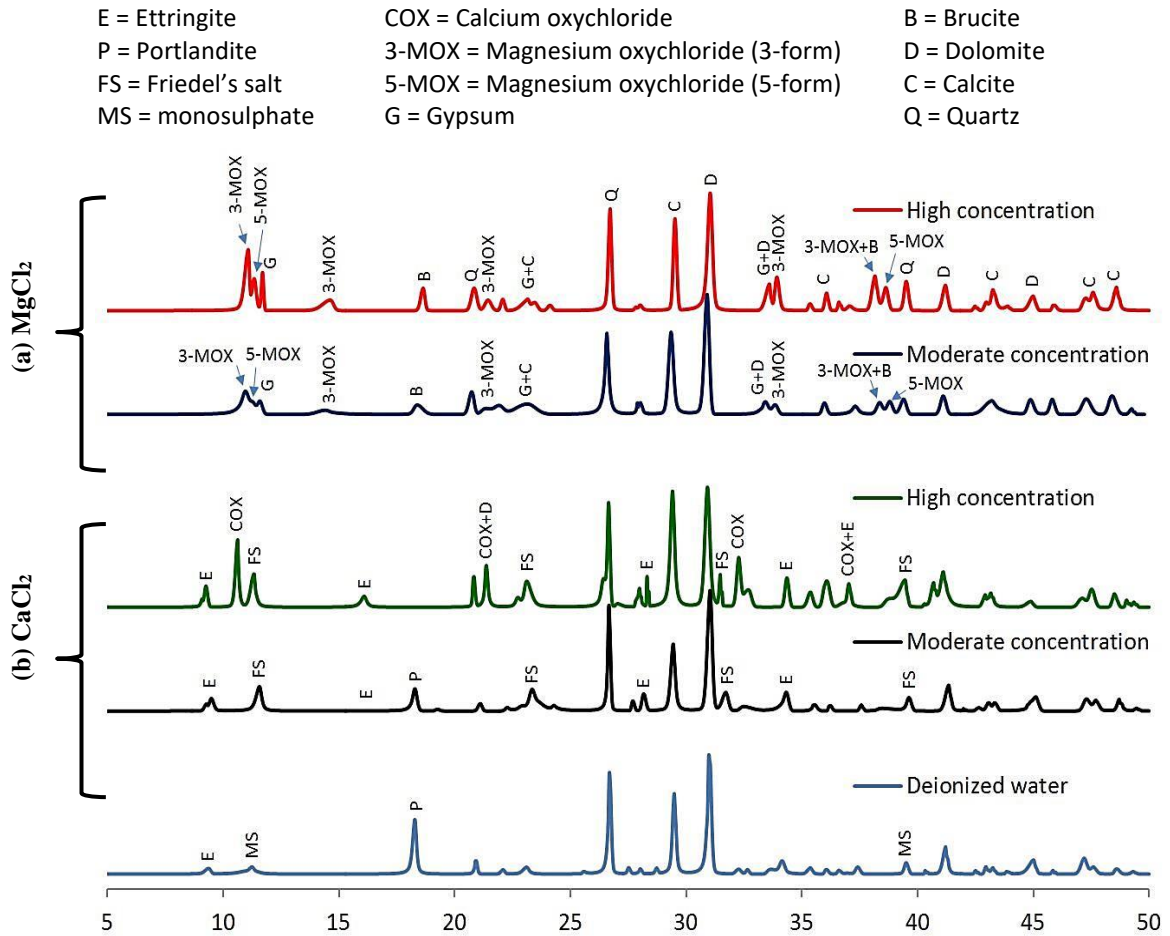 E = Ettringite COX = Calcium oxychloride B = Brucite
P = Portlandite 3-MOX = Magnesium oxychloride (3-form) D = Dolomite
FS = Friedel’s salt 5-MOX = Magnesium oxychloride (5-form) C = Calcite
MS = monosulphate G = Gypsum Q = Quartz
(a) MgCl₂
High concentration
3-MOX 5-MOX G 3-MOX B Q 3-MOX G+C Q C D G+D 3-MOX C 3-MOX+B 5-MOX Q D C D C C
Moderate concentration
3-MOX 5-MOX G 3-MOX B 3-MOX G+C G+D 3-MOX 3-MOX+B 5-MOX
(b) CaCl₂
High concentration
E COX FS E COX+D FS E FS COX E COX+E FS
Moderate concentration
E FS E P FS E FS E FS
Deionized water
E MS P MS
5 10 15 20 25 30 35 40 45 50